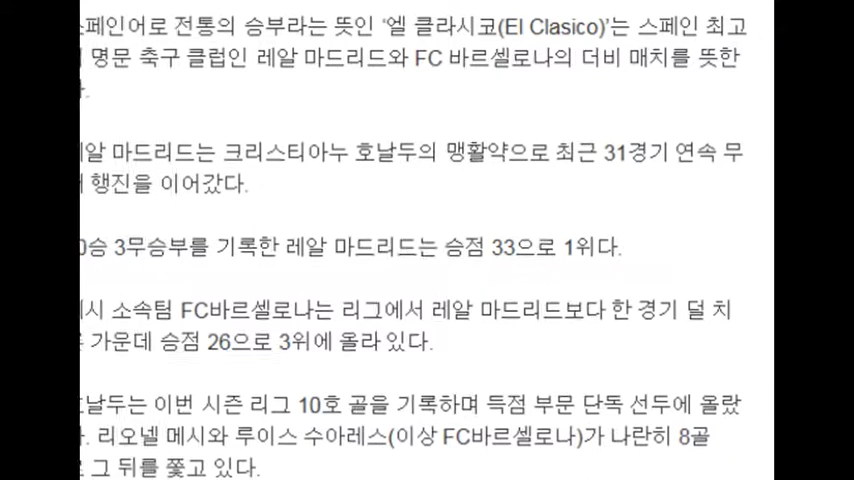 스페인어로 전통의 승부라는 뜻인 ‘엘 클라시코(El Clasico)’는 스페인 최고
명문 축구 클럽인 레알 마드리드와 FC 바르셀로나의 더비 매치를 뜻한
다.
레알 마드리드는 크리스티아누 호날두의 맹활약으로 최근 31경기 연속 무
행진을 이어갔다.
0승 3무승부를 기록한 레알 마드리드는 승점 33으로 1위다.
메시 소속팀 FC바르셀로나는 리그에서 레알 마드리드보다 한 경기 덜 치
가운데 승점 26으로 3위에 올라 있다.
호날두는 이번 시즌 리그 10호 골을 기록하며 득점 부문 단독 선두에 올랐
다. 리오넬 메시와 루이스 수아레스(이상 FC바르셀로나)가 나란히 8골
그 뒤를 쫓고 있다.